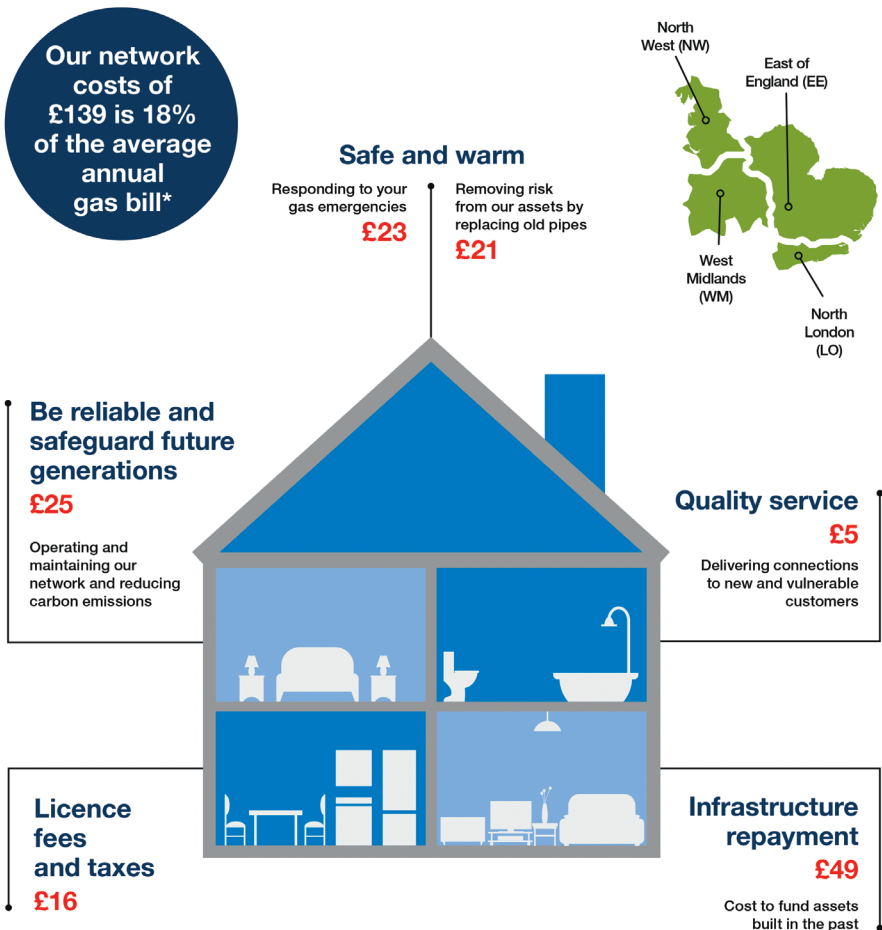 Our network
costs of
£139 is 18%
of the average
annual
gas bill*
North
West (NW)
East of
England (EE)
West
Midlands
(WM)
North
London
(LO)
Safe and warm
Responding to your
gas emergencies
£23
Removing risk
from our assets by
replacing old pipes
£21
Be reliable and
safeguard future
generations
£25
Operating and
maintaining our
network and reducing
carbon emissions
Quality service
£5
Delivering connections
to new and vulnerable
customers
Licence
fees
and taxes
£16
Infrastructure
repayment
£49
Cost to fund assets
built in the past